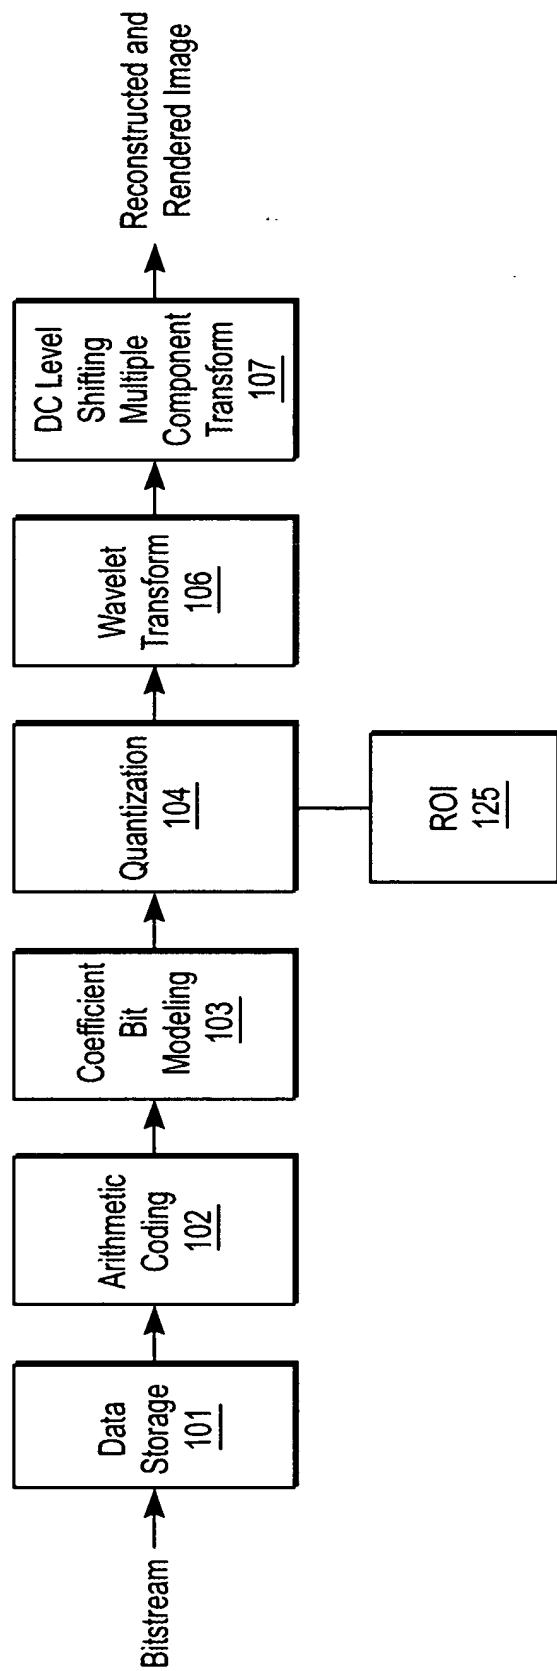 Bitstream
Data
Storage
101
Arithmetic
Coding
102
Coefficient
Bit
Modeling
103
Quantization
104
ROI
125
Wavelet
Transform
106
DC Level
Shifting
Multiple
Component
Transform
107
Reconstructed and
Rendered Image